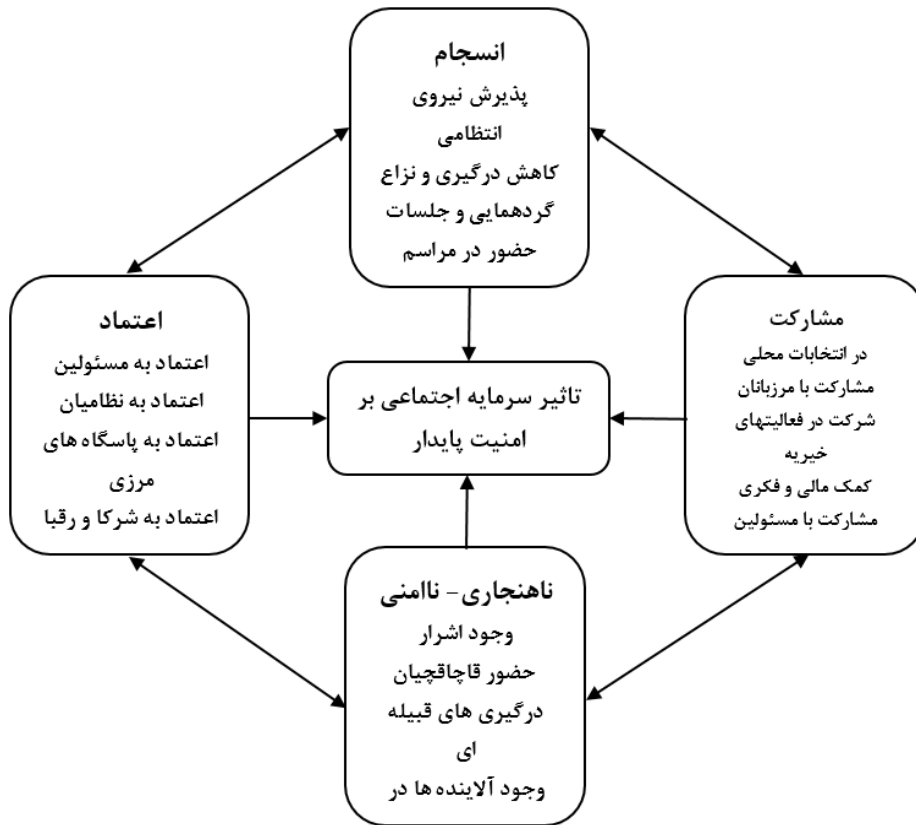 انسجام
پذیرش نیروی
انتظامی
کاهش درگیری و نزاع
گردهمایی و جلسات
حضور در مراسم
مشارکت
در انتخابات محلی
مشارکت با مرزبانان
شرکت در فعالیتهای
خیریه
کمک مالی و فکری
مشارکت با مسئولین
تاثیر سرمایه اجتماعی بر
امنیت پایدار
اعتماد
اعتماد به مسئولین
اعتماد به نظامیان
اعتماد به پاسگاه های
مرزی
اعتماد به شرکا و رقبا
ناهنجاری- ناامنی
وجود اشرار
حضور قاچاقچیان
درگیری های قبیله
ای
وجود آلاینده ها در